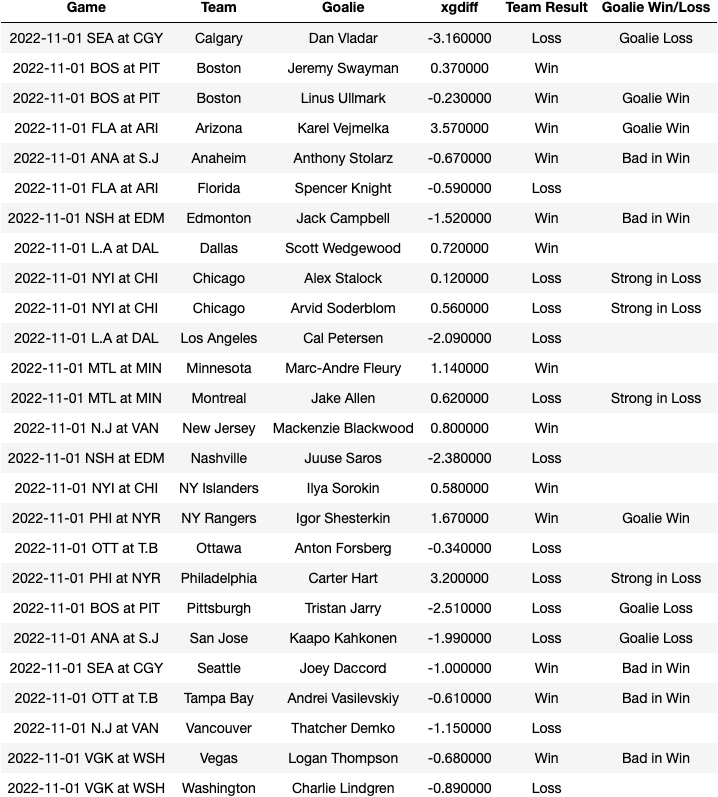 Game Team Goalie xgdiff Team Result Goalie Win/Loss
2022-11-01 SEA at CGY Calgary Dan Vladar -3.160000 Loss Goalie Loss
2022-11-01 BOS at PIT Boston Jeremy Swayman 0.370000 Win
2022-11-01 BOS at PIT Boston Linus Ullmark -0.230000 Win Goalie Win
2022-11-01 FLA at ARI Arizona Karel Vejmelka 3.570000 Win Goalie Win
2022-11-01 ANA at S.J Anaheim Anthony Stolarz -0.670000 Win Bad in Win
2022-11-01 FLA at ARI Florida Spencer Knight -0.590000 Loss
2022-11-01 NSH at EDM Edmonton Jack Campbell -1.520000 Win Bad in Win
2022-11-01 L.A at DAL Dallas Scott Wedgewood 0.720000 Win
2022-11-01 NYI at CHI Chicago Alex Stalock 0.120000 Loss Strong in Loss
2022-11-01 NYI at CHI Chicago Arvid Soderblom 0.560000 Loss Strong in Loss
2022-11-01 L.A at DAL Los Angeles Cal Petersen -2.090000 Loss
2022-11-01 MTL at MIN Minnesota Marc-Andre Fleury 1.140000 Win
2022-11-01 MTL at MIN Montreal Jake Allen 0.620000 Loss Strong in Loss
2022-11-01 N.J at VAN New Jersey Mackenzie Blackwood 0.800000 Win
2022-11-01 NSH at EDM Nashville Juuse Saros -2.380000 Loss
2022-11-01 NYI at CHI NY Islanders Ilya Sorokin 0.580000 Win
2022-11-01 PHI at NYR NY Rangers Igor Shesterkin 1.670000 Win Goalie Win
2022-11-01 OTT at T.B Ottawa Anton Forsberg -0.340000 Loss
2022-11-01 PHI at NYR Philadelphia Carter Hart 3.200000 Loss Strong in Loss
2022-11-01 BOS at PIT Pittsburgh Tristan Jarry -2.510000 Loss Goalie Loss
2022-11-01 ANA at S.J San Jose Kaapo Kahkonen -1.990000 Loss Goalie Loss
2022-11-01 SEA at CGY Seattle Joey Daccord -1.000000 Win Bad in Win
2022-11-01 OTT at T.B Tampa Bay Andrei Vasilevskiy -0.610000 Win Bad in Win
2022-11-01 N.J at VAN Vancouver Thatcher Demko -1.150000 Loss
2022-11-01 VGK at WSH Vegas Logan Thompson -0.680000 Win Bad in Win
2022-11-01 VGK at WSH Washington Charlie Lindgren -0.890000 Loss